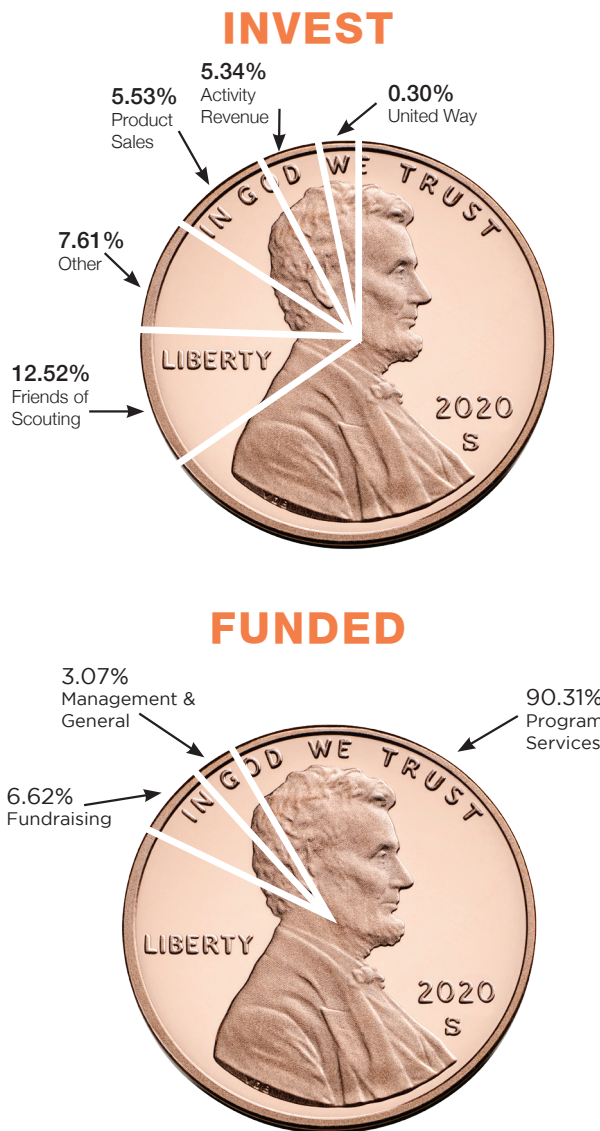 INVEST
5.34%
Activity
Revenue
0.30%
United Way
5.53%
Product
Sales
IN GOD WE TRUST
7.61%
Other
LIBERTY
12.52%
Friends of
Scouting
2020
S
FUNDED
3.07%
Management &
General
90.31%
Program
Services
6.62%
Fundraising
IN GOD WE TRUST
LIBERTY
2020
S